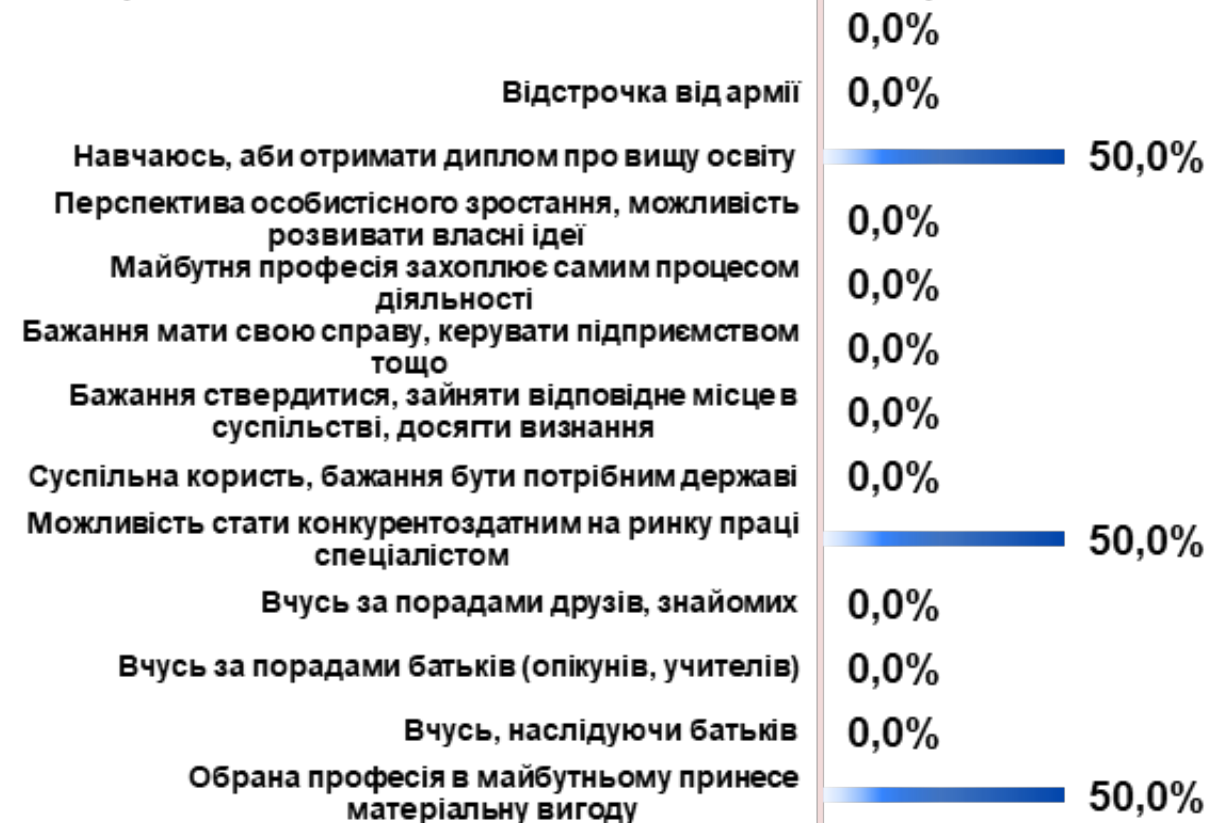 0,0%
Відстрочка від армії 0,0%
Навчаюсь, аби отримати диплом про вищу освіту 50,0%
Перспектива особистісного зростання, можливість
розвивати власні ідеї 0,0%
Майбутня професія захоплює самим процесом
діяльності 0,0%
Бажання мати свою справу, керувати підприємством
тощо 0,0%
Бажання ствердитися, зайняти відповідне місце в
суспільстві, досягти визнання 0,0%
Суспільна користь, бажання бути потрібним державі 0,0%
Можливість стати конкурентоздатним на ринку праці
спеціалістом 50,0%
Вчусь за порадами друзів, знайомих 0,0%
Вчусь за порадами батьків (опікунів, учителів) 0,0%
Вчусь, наслідуючи батьків 0,0%
Обрана професія в майбутньому принесе
матеріальну вигоду 50,0%